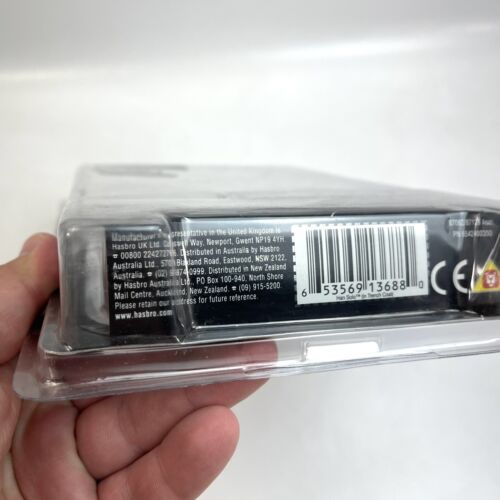 Manufacturer's representative in the United Kingdom is
Hasbro UK Ltd. Caswell Way, Newport, Gwent NP19 4YH.
☎ 00800 22427276. Distributed in Australia by Hasbro
Australia Ltd. 570 Blaxland Road, Eastwood, NSW 2122,
Australia. ☎ (02) 9874-0999. Distributed in New Zealand
by Hasbro Australia Ltd., PO Box 100-940, North Shore
Mail Centre, Auckland, New Zealand. ☎ (09) 915-5200.
Please retain our address for future reference.
www.hasbro.com
6 53569 13688 0
Han Solo™ (in Trench Coat)
CE